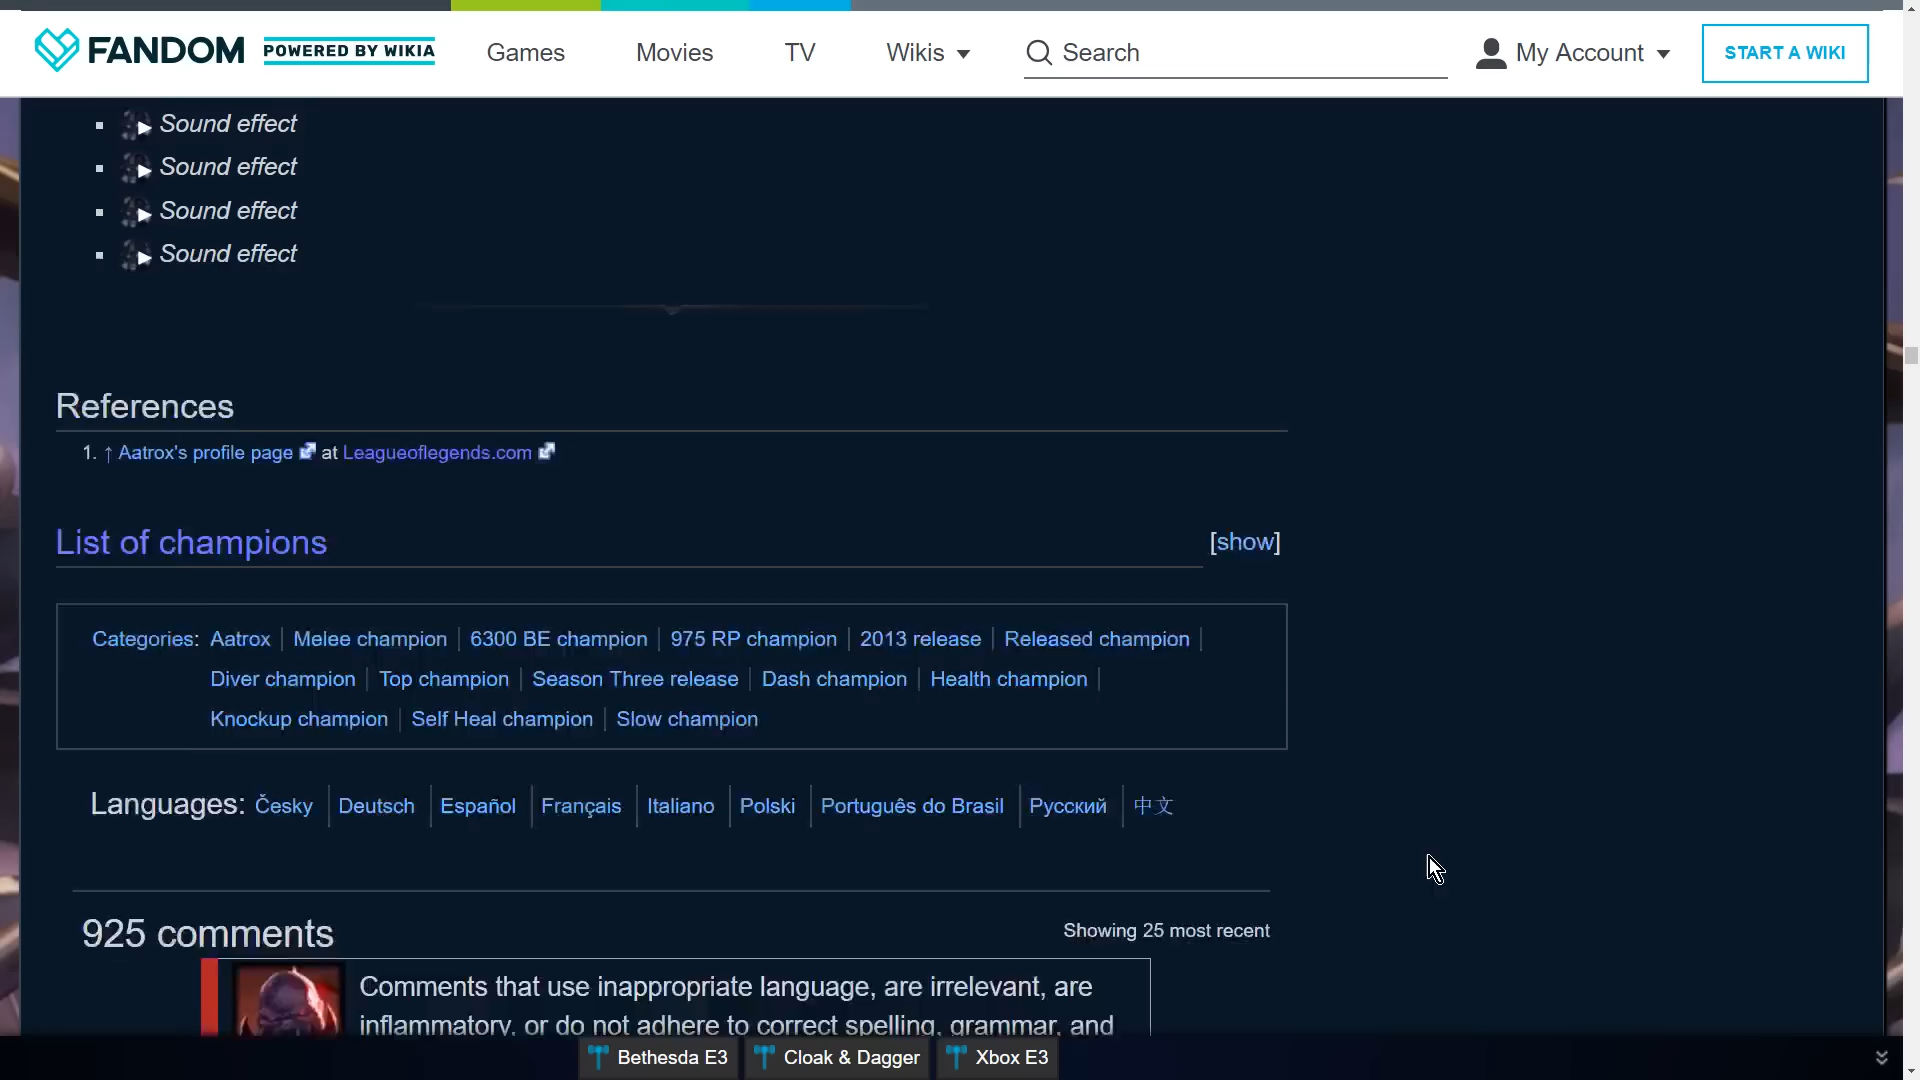 FANDOM POWERED BY WIKIA Games Movies TV Wikis Search My Account START A WIKI
Sound effect
Sound effect
Sound effect
Sound effect
References
1. ↑ Aatrox's profile page at Leagueoflegends.com
List of champions [show]
Categories: Aatrox | Melee champion | 6300 BE champion | 975 RP champion | 2013 release | Released champion |
Diver champion | Top champion | Season Three release | Dash champion | Health champion |
Knockup champion | Self Heal champion | Slow champion
Languages: Česky | Deutsch | Español | Français | Italiano | Polski | Português do Brasil | Русский | 中文
925 comments Showing 25 most recent
Comments that use inappropriate language, are irrelevant, are
inflammatory, or do not adhere to correct spelling, grammar, and
Bethesda E3 Cloak & Dagger Xbox E3